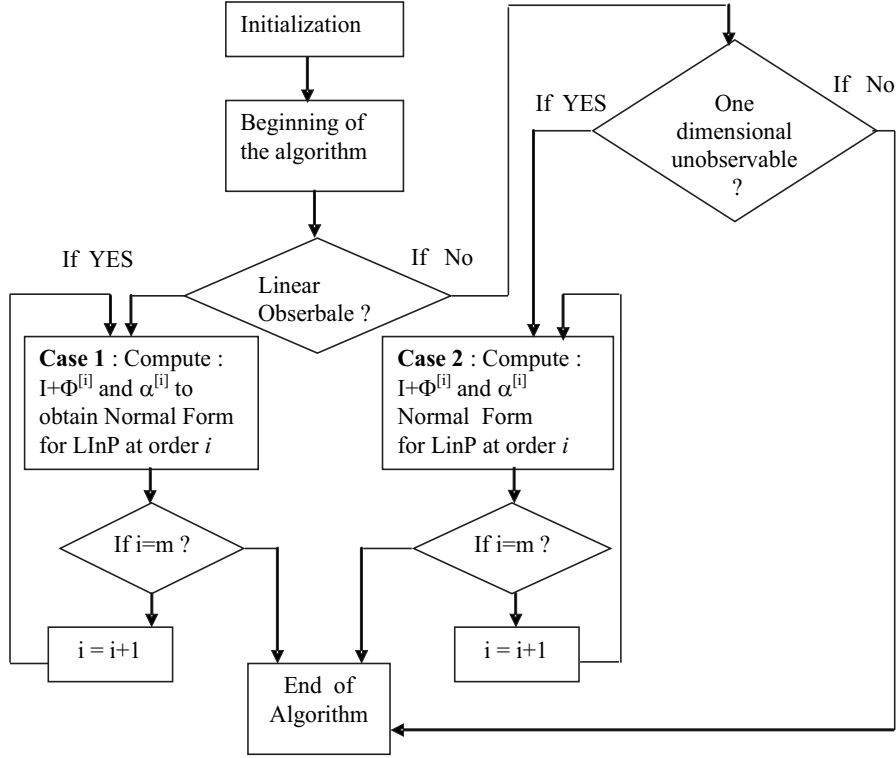 Initialization
Beginning of
the algorithm
If YES
If No
Linear
Obserbale ?
If YES
If No
One
dimensional
unobservable
?
Case 1 : Compute :
I+Φ[i] and α[i] to
obtain Normal Form
for LInP at order i
Case 2 : Compute :
I+Φ[i] and α[i]
Normal Form
for LinP at order i
If i=m ?
If i=m ?
i = i+1
i = i+1
End of
Algorithm